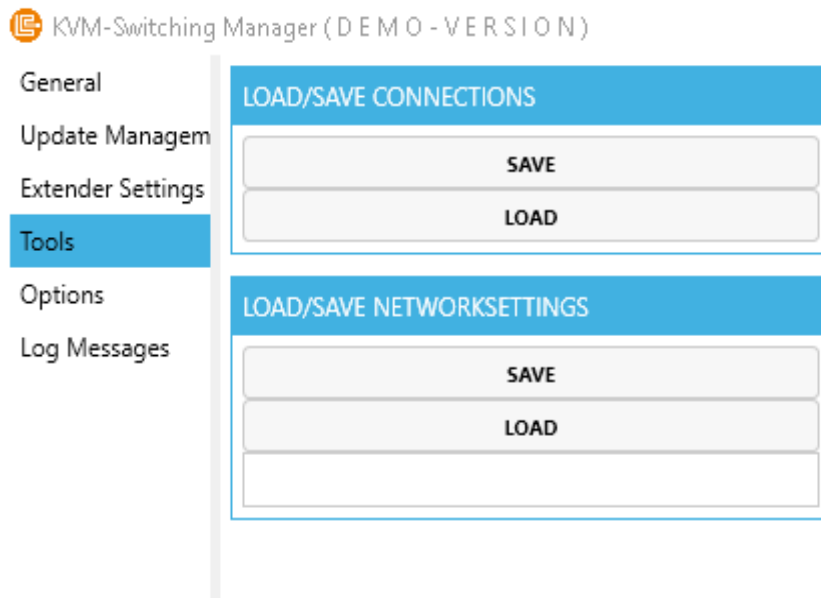 KVM-Switching Manager ( D E M O - V E R S I O N )
General
Update Managem
Extender Settings
Tools
Options
Log Messages
LOAD/SAVE CONNECTIONS
SAVE
LOAD
LOAD/SAVE NETWORKSETTINGS
SAVE
LOAD